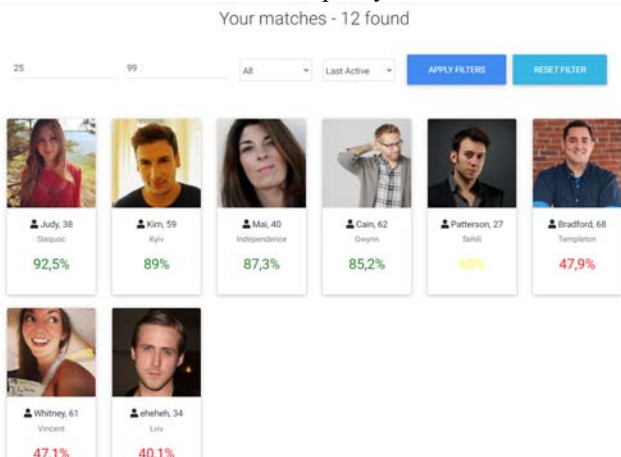 Your matches - 12 found
25 99 All Last Active APPLY FILTERS RESET FILTER
Judy, 38 Kim, 59 Mai, 40 Cain, 62 Patterson, 27 Bradford, 68
Sisquoc Kyiv Independence Gwynn Sehili Templeton
92,5% 89% 87,3% 85,2% 60% 47,9%
Whitney, 61 eheheh, 34
Vincent Lviv
47,1% 40,1%